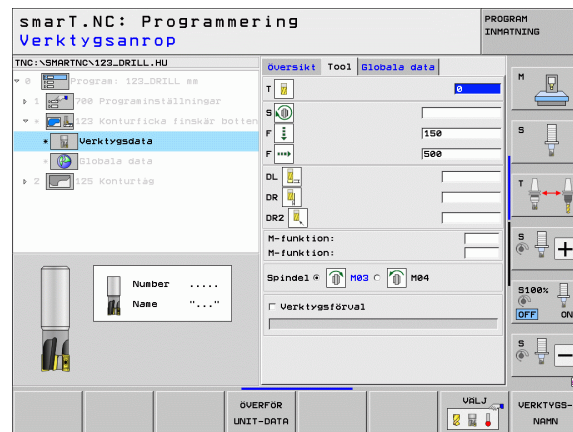 smarT.NC: Programmering
Verktygsanrop
PROGRAM
INMATNING
TNC:\SMARTNC\123_DRILL.HU
0 Program: 123_DRILL mm
1 700 Programinställningar
* 123 Konturficka finskär botten
* Verktygsdata
* Globala data
2 125 Konturtåg
Översikt Tool Globala data
T 0
S
F 150
F 500
DL
DR
DR2
M-funktion:
M-funktion:
Spindel M03 M04
Verktygsförval
Number .....
Name "..."
M
S
T
S
S100%
OFF ON
S
ÖVERFÖR
UNIT-DATA
VÄLJ
VERKTYGS-
NAMN